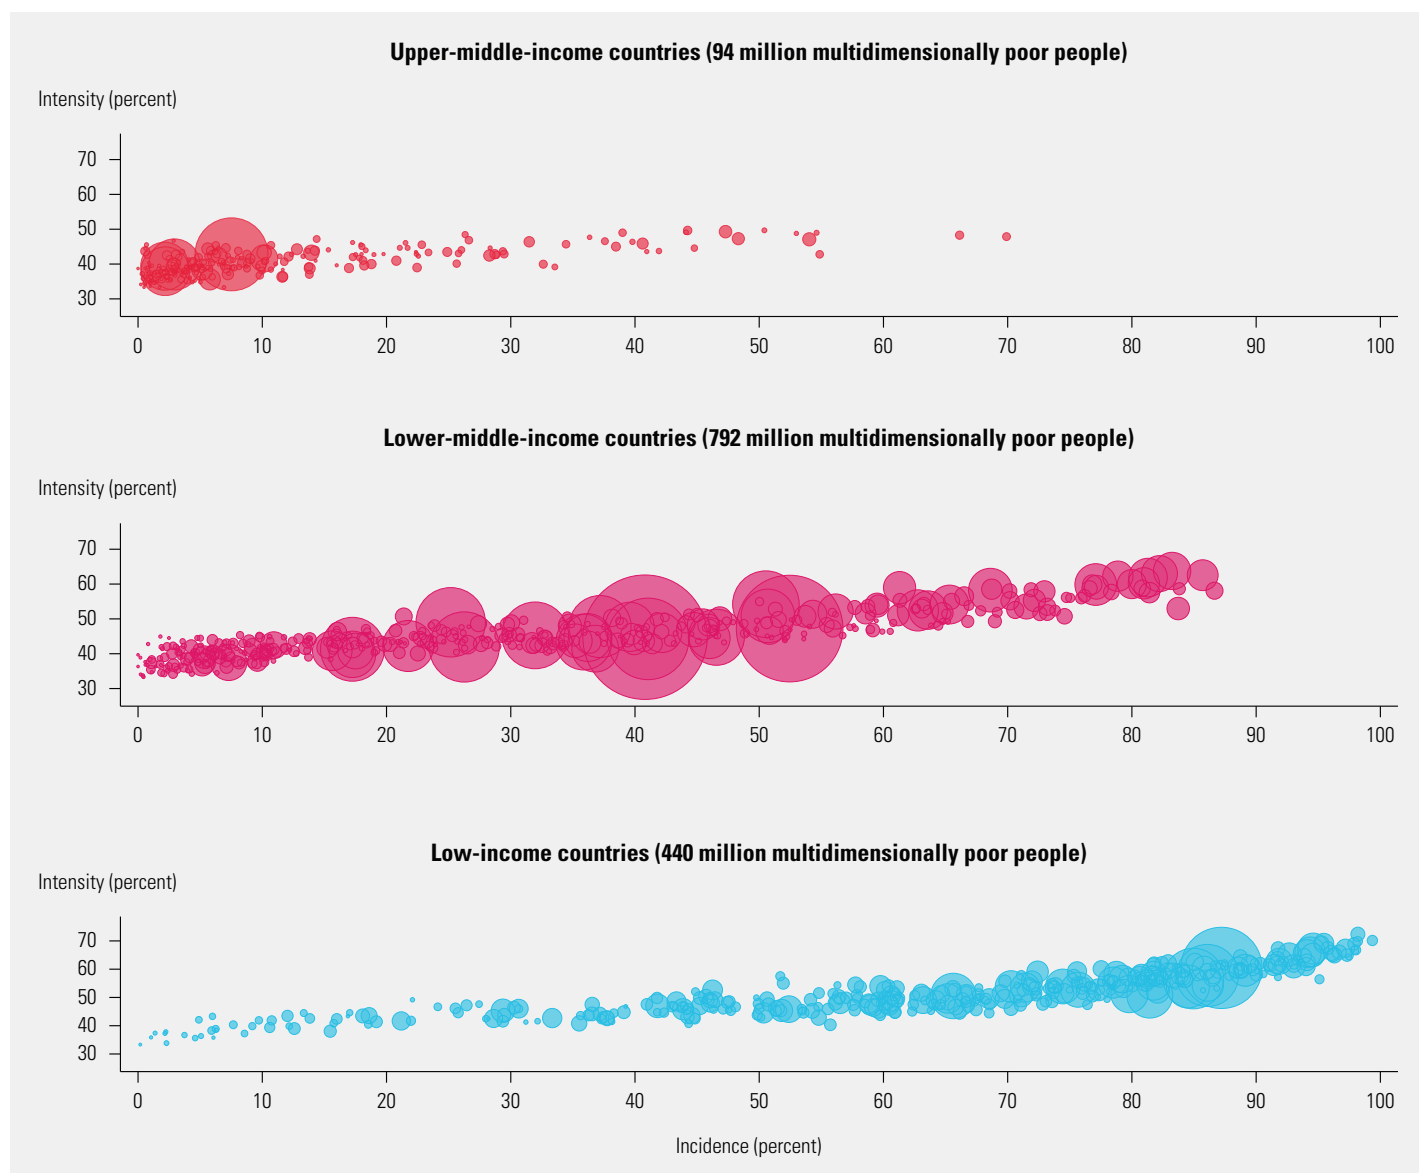 Upper-middle-income countries (94 million multidimensionally poor people)
Intensity (percent)
70
60
50
40
30
0 10 20 30 40 50 60 70 80 90 100
Lower-middle-income countries (792 million multidimensionally poor people)
Intensity (percent)
70
60
50
40
30
0 10 20 30 40 50 60 70 80 90 100
Low-income countries (440 million multidimensionally poor people)
Intensity (percent)
70
60
50
40
30
0 10 20 30 40 50 60 70 80 90 100
Incidence (percent)